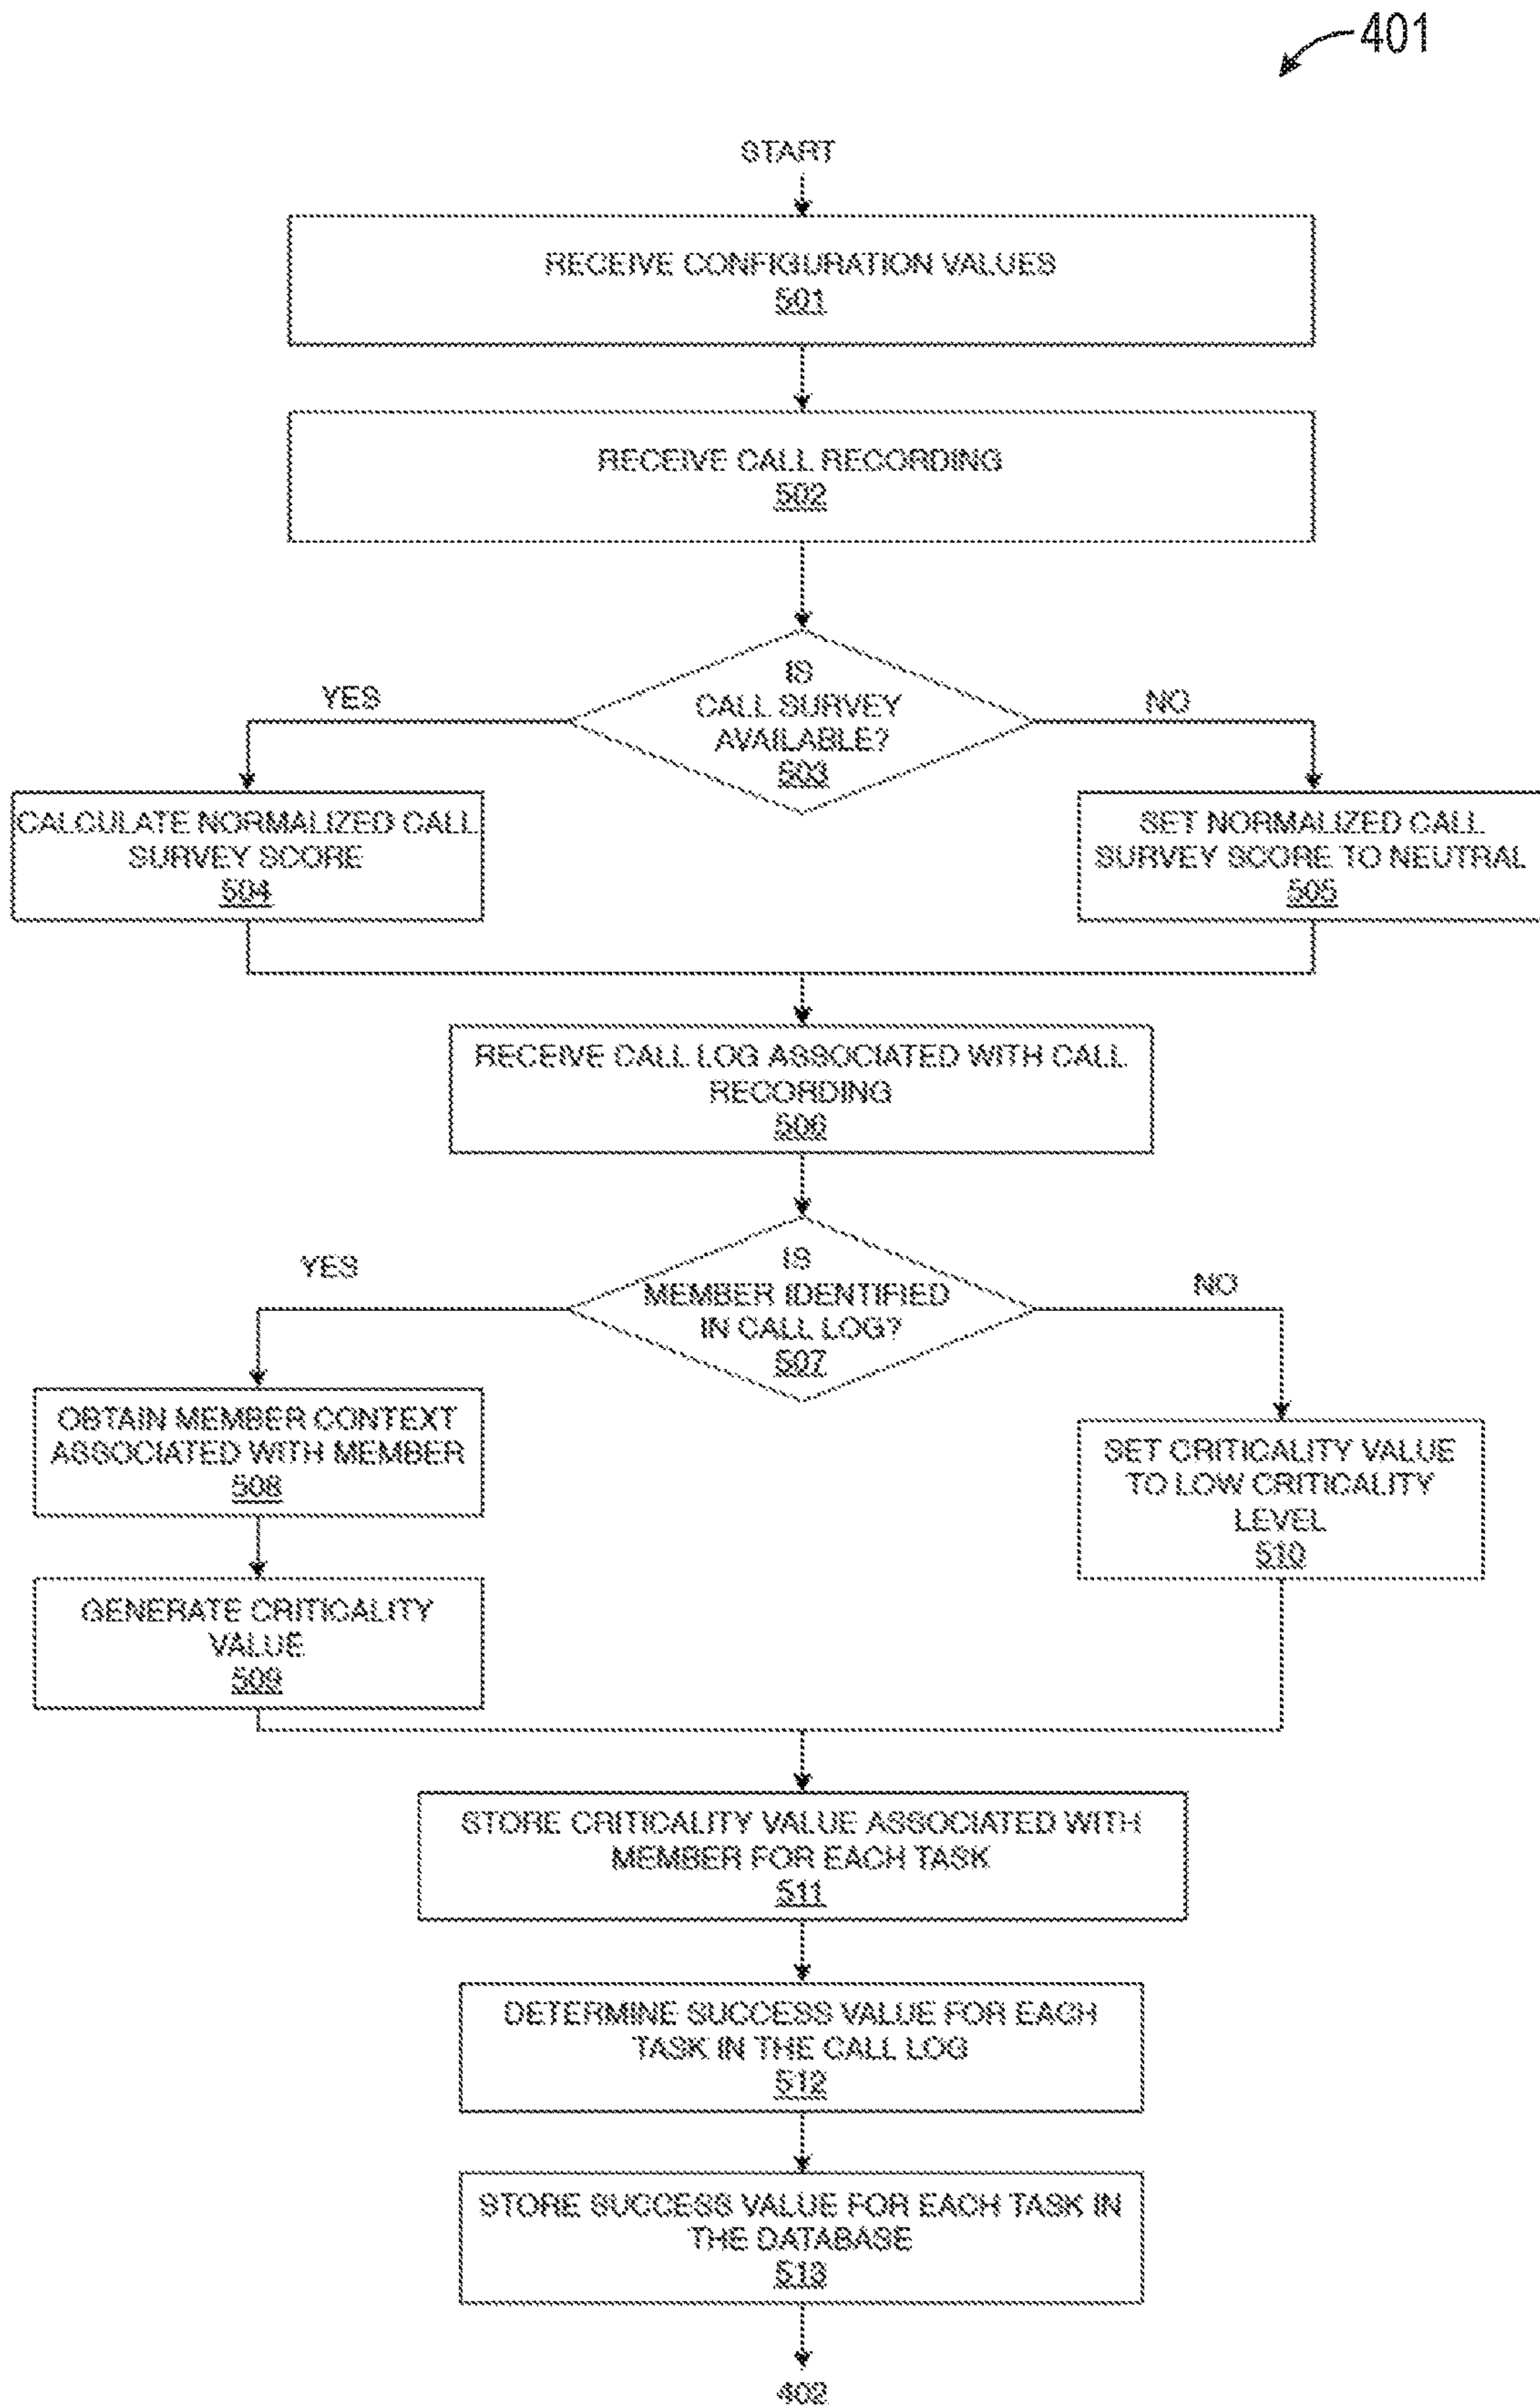 401
START
RECEIVE CONFIGURATION VALUES
501
RECEIVE CALL RECORDING
502
IS
CALL SURVEY
AVAILABLE?
503
YES
NO
CALCULATE NORMALIZED CALL
SURVEY SCORE
504
SET NORMALIZED CALL
SURVEY SCORE TO NEUTRAL
505
RECEIVE CALL LOG ASSOCIATED WITH CALL
RECORDING
506
IS
MEMBER IDENTIFIED
IN CALL LOG?
507
YES
NO
OBTAIN MEMBER CONTEXT
ASSOCIATED WITH MEMBER
508
GENERATE CRITICALITY
VALUE
509
SET CRITICALITY VALUE
TO LOW CRITICALITY
LEVEL
510
STORE CRITICALITY VALUE ASSOCIATED WITH
MEMBER FOR EACH TASK
511
DETERMINE SUCCESS VALUE FOR EACH
TASK IN THE CALL LOG
512
STORE SUCCESS VALUE FOR EACH TASK IN
THE DATABASE
513
402